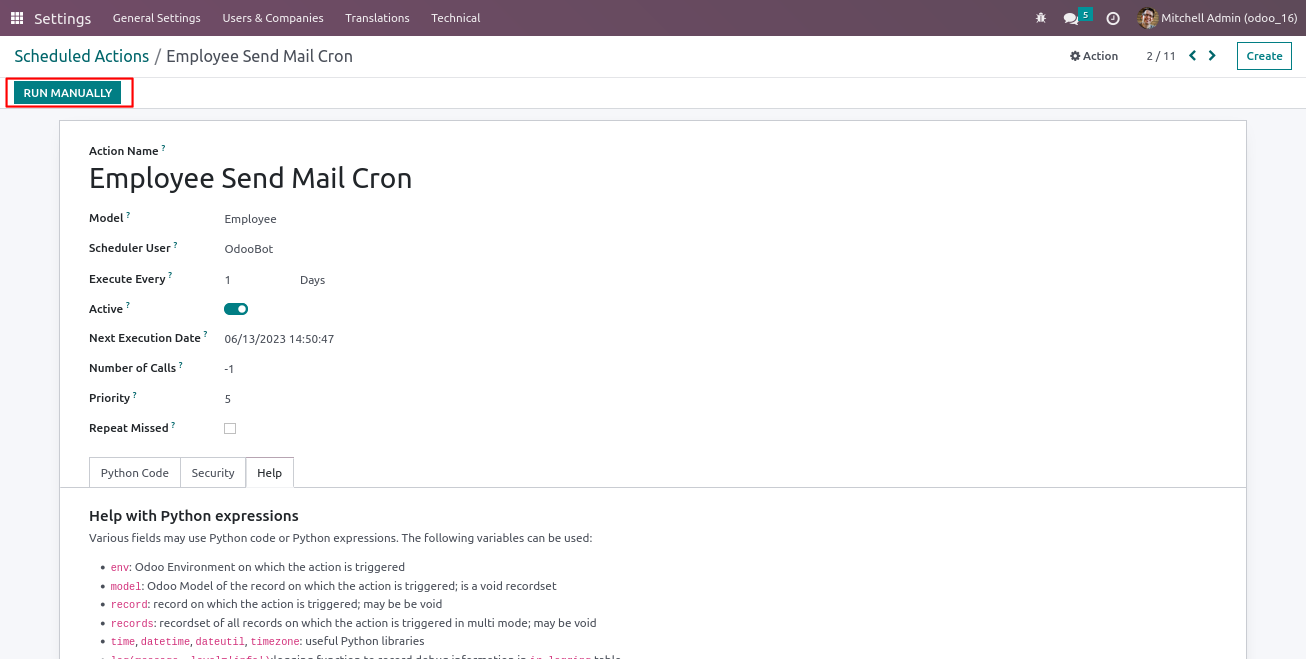 Settings General Settings Users & Companies Translations Technical 5 Mitchell Admin (odoo_16)
Scheduled Actions / Employee Send Mail Cron Action 2 / 11 Create
RUN MANUALLY
Action Name ?
Employee Send Mail Cron
Model ? Employee
Scheduler User ? OdooBot
Execute Every ? 1 Days
Active ?
Next Execution Date ? 06/13/2023 14:50:47
Number of Calls ? -1
Priority ? 5
Repeat Missed ?
Python Code Security Help
Help with Python expressions
Various fields may use Python code or Python expressions. The following variables can be used:
• env: Odoo Environment on which the action is triggered
• model: Odoo Model of the record on which the action is triggered; is a void recordset
• record: record on which the action is triggered; may be be void
• records: recordset of all records on which the action is triggered in multi mode; may be void
• time, datetime, dateutil, timezone: useful Python libraries